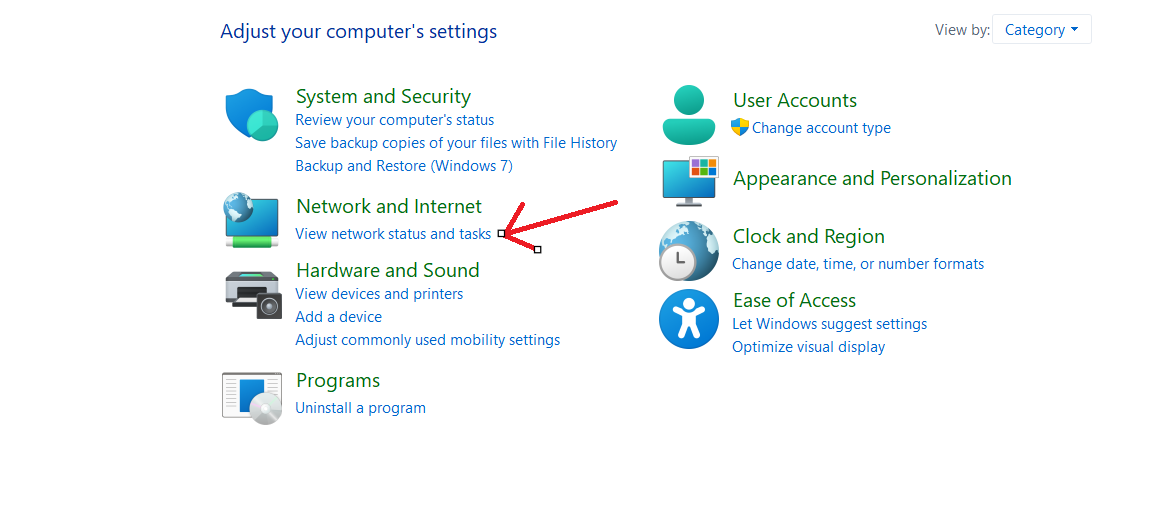 Adjust your computer's settings
View by: Category
System and Security
Review your computer's status
Save backup copies of your files with File History
Backup and Restore (Windows 7)
Network and Internet
View network status and tasks
Hardware and Sound
View devices and printers
Add a device
Adjust commonly used mobility settings
Programs
Uninstall a program
User Accounts
Change account type
Appearance and Personalization
Clock and Region
Change date, time, or number formats
Ease of Access
Let Windows suggest settings
Optimize visual display